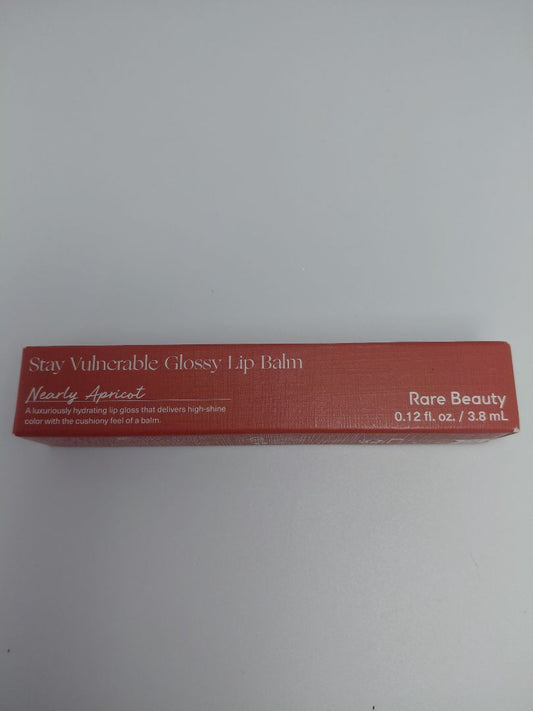 Stay Vulnerable Glossy Lip Balm
Nearly Apricot
A luxuriously hydrating lip gloss that delivers high-shine
color with the cushiony feel of a balm.
Rare Beauty
0.12 fl. oz. / 3.8 mL